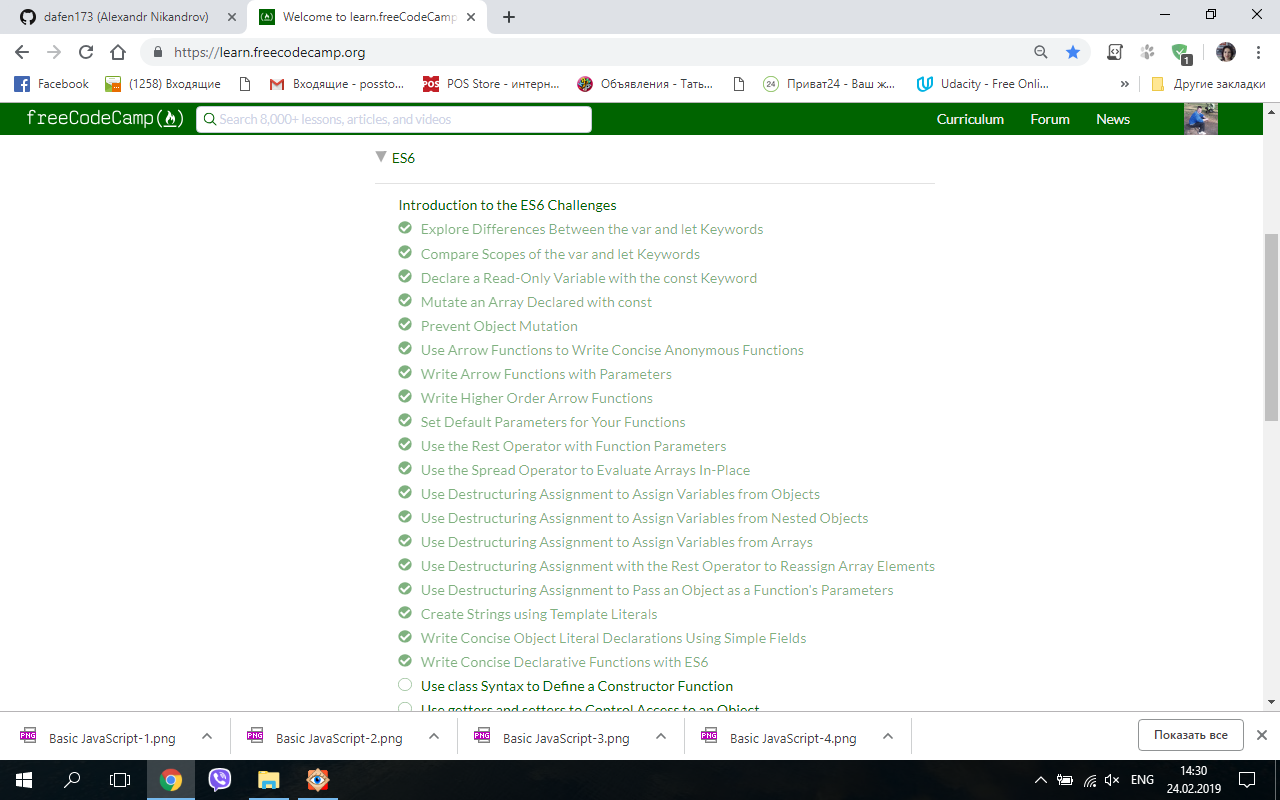 dafen173 (Alexandr Nikandrov)
Welcome to learn.freeCodeCamp
https://learn.freecodecamp.org
1
Facebook
(1258) Входящие
Входящие - possto...
POS Store - интерн...
Объявления - Тать...
24 Приват24 - Ваш ж...
Udacity - Free Onli...
» Другие закладки
freeCodeCamp
Search 8,000+ lessons, articles, and videos
Curriculum
Forum
News
ES6
Introduction to the ES6 Challenges
Explore Differences Between the var and let Keywords
Compare Scopes of the var and let Keywords
Declare a Read-Only Variable with the const Keyword
Mutate an Array Declared with const
Prevent Object Mutation
Use Arrow Functions to Write Concise Anonymous Functions
Write Arrow Functions with Parameters
Write Higher Order Arrow Functions
Set Default Parameters for Your Functions
Use the Rest Operator with Function Parameters
Use the Spread Operator to Evaluate Arrays In-Place
Use Destructuring Assignment to Assign Variables from Objects
Use Destructuring Assignment to Assign Variables from Nested Objects
Use Destructuring Assignment to Assign Variables from Arrays
Use Destructuring Assignment with the Rest Operator to Reassign Array Elements
Use Destructuring Assignment to Pass an Object as a Function's Parameters
Create Strings using Template Literals
Write Concise Object Literal Declarations Using Simple Fields
Write Concise Declarative Functions with ES6
Use class Syntax to Define a Constructor Function
Use getters and setters to Control Access to an Object
PNG Basic JavaScript-1.png
PNG Basic JavaScript-2.png
PNG Basic JavaScript-3.png
PNG Basic JavaScript-4.png
Показать все
ENG
14:30
24.02.2019